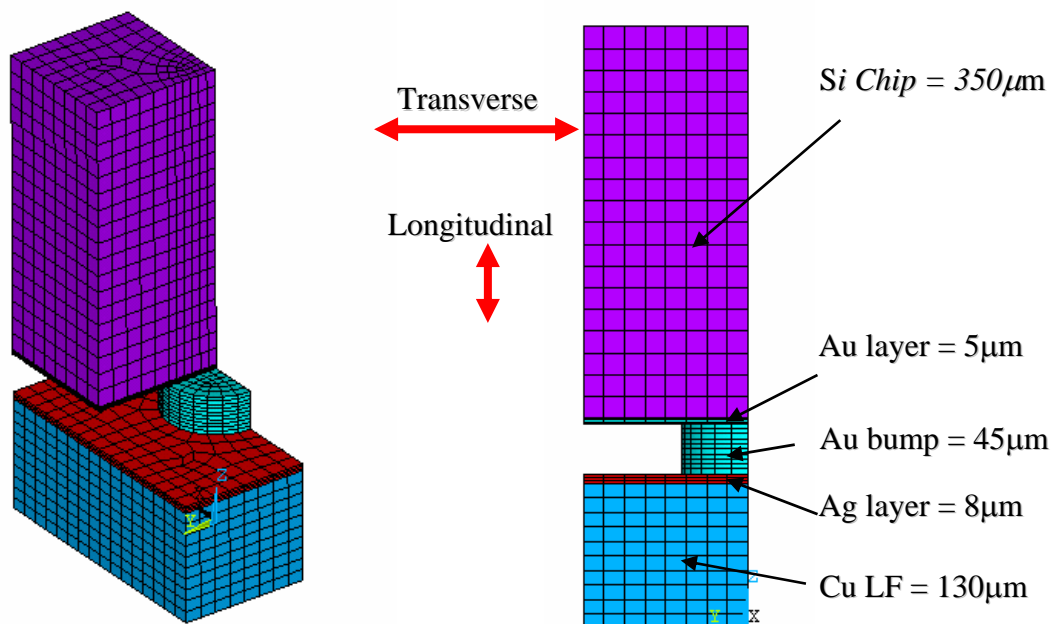 Transverse
Longitudinal
Si Chip = 350μm
Au layer = 5μm
Au bump = 45μm
Ag layer = 8μm
Cu LF = 130μm
Z
Y
Z
Y
X